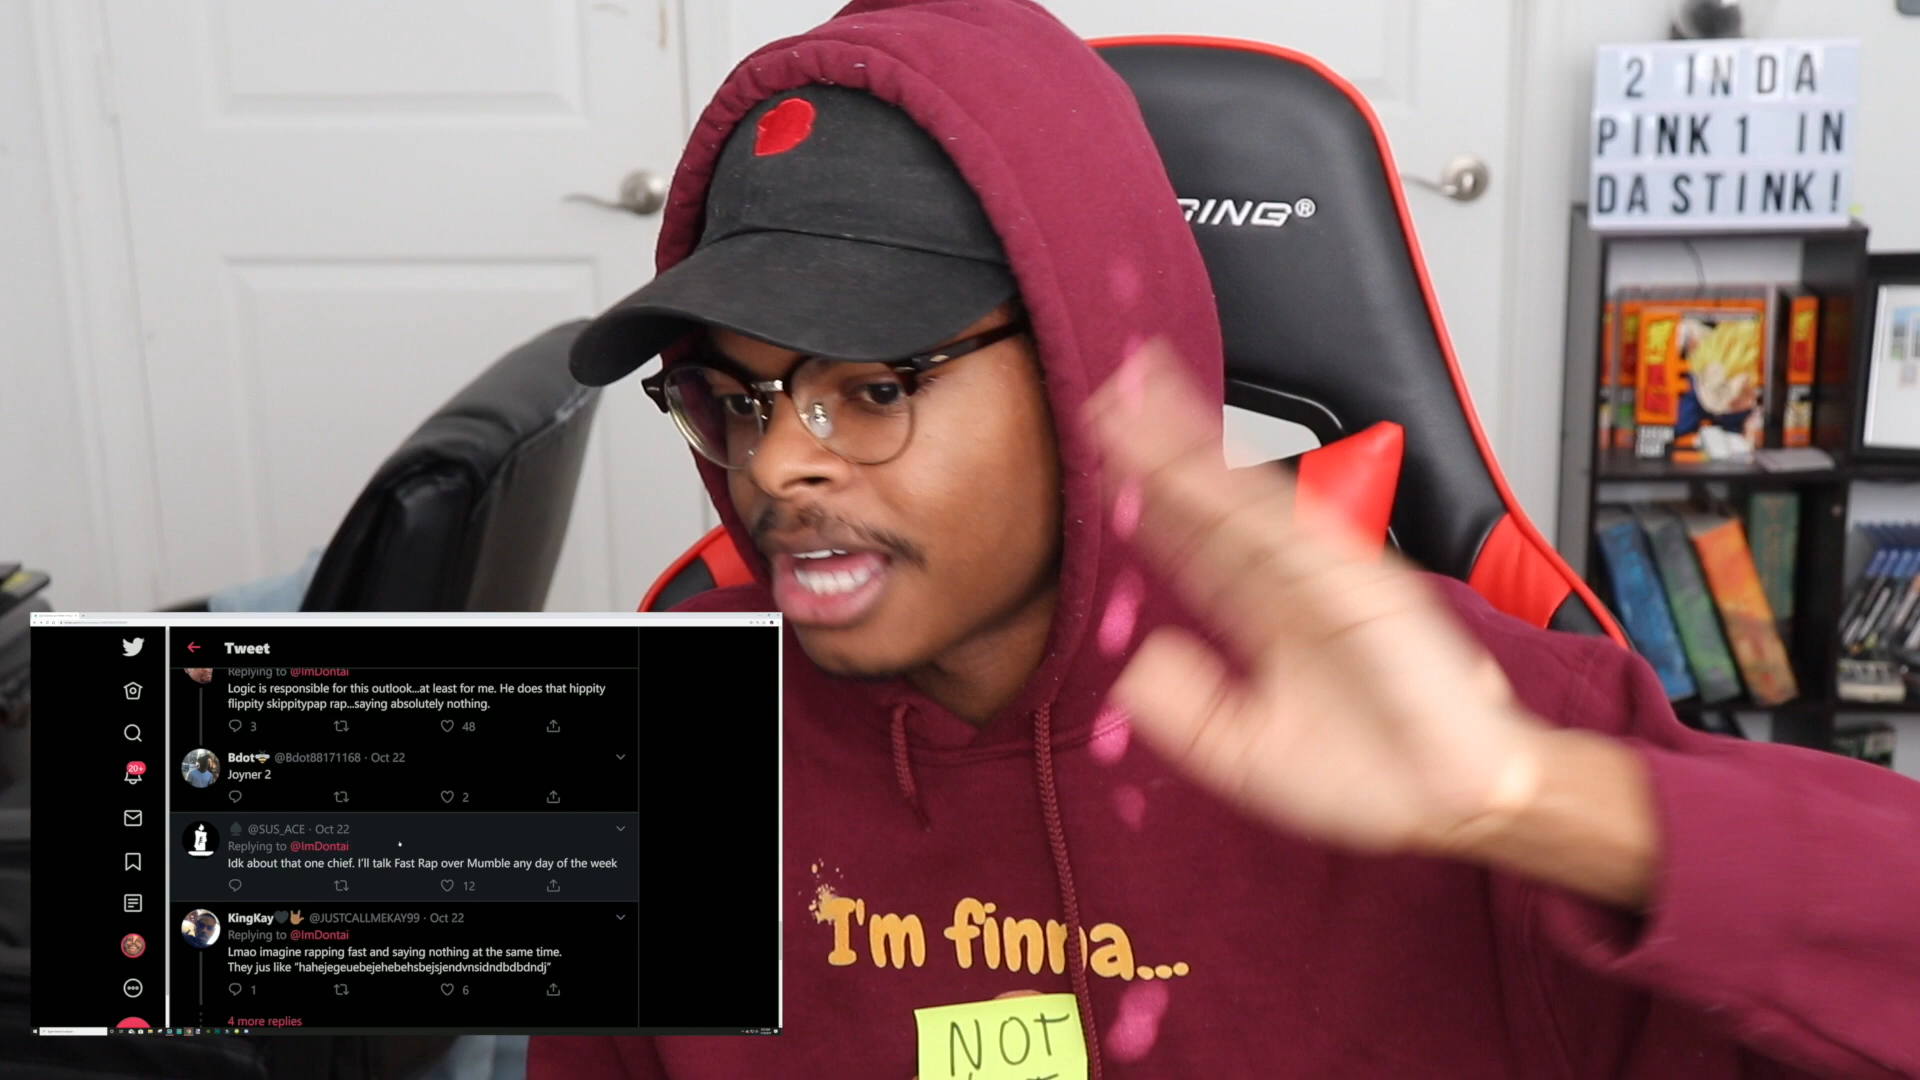 2 IN DA
PINK 1 IN
DA STINK!
RING®
Tweet
Replying to @ImDontai
Logic is responsible for this outlook...at least for me. He does that hippity
flippity skippitypap rap...saying absolutely nothing.
3 48
Bdot @Bdot88171168 · Oct 22
Joyner 2
2
20+
@SUS_ACE · Oct 22
Replying to @ImDontai
Idk about that one chief. I'll talk Fast Rap over Mumble any day of the week
12
KingKay @JUSTCALLMEKAY99 · Oct 22
Replying to @ImDontai
Lmao imagine rapping fast and saying nothing at the same time.
They jus like "hahejegeuebejehebehsbejsjendvnsidndbdbdndj"
1 6
4 more replies
I'm finna...
NOT